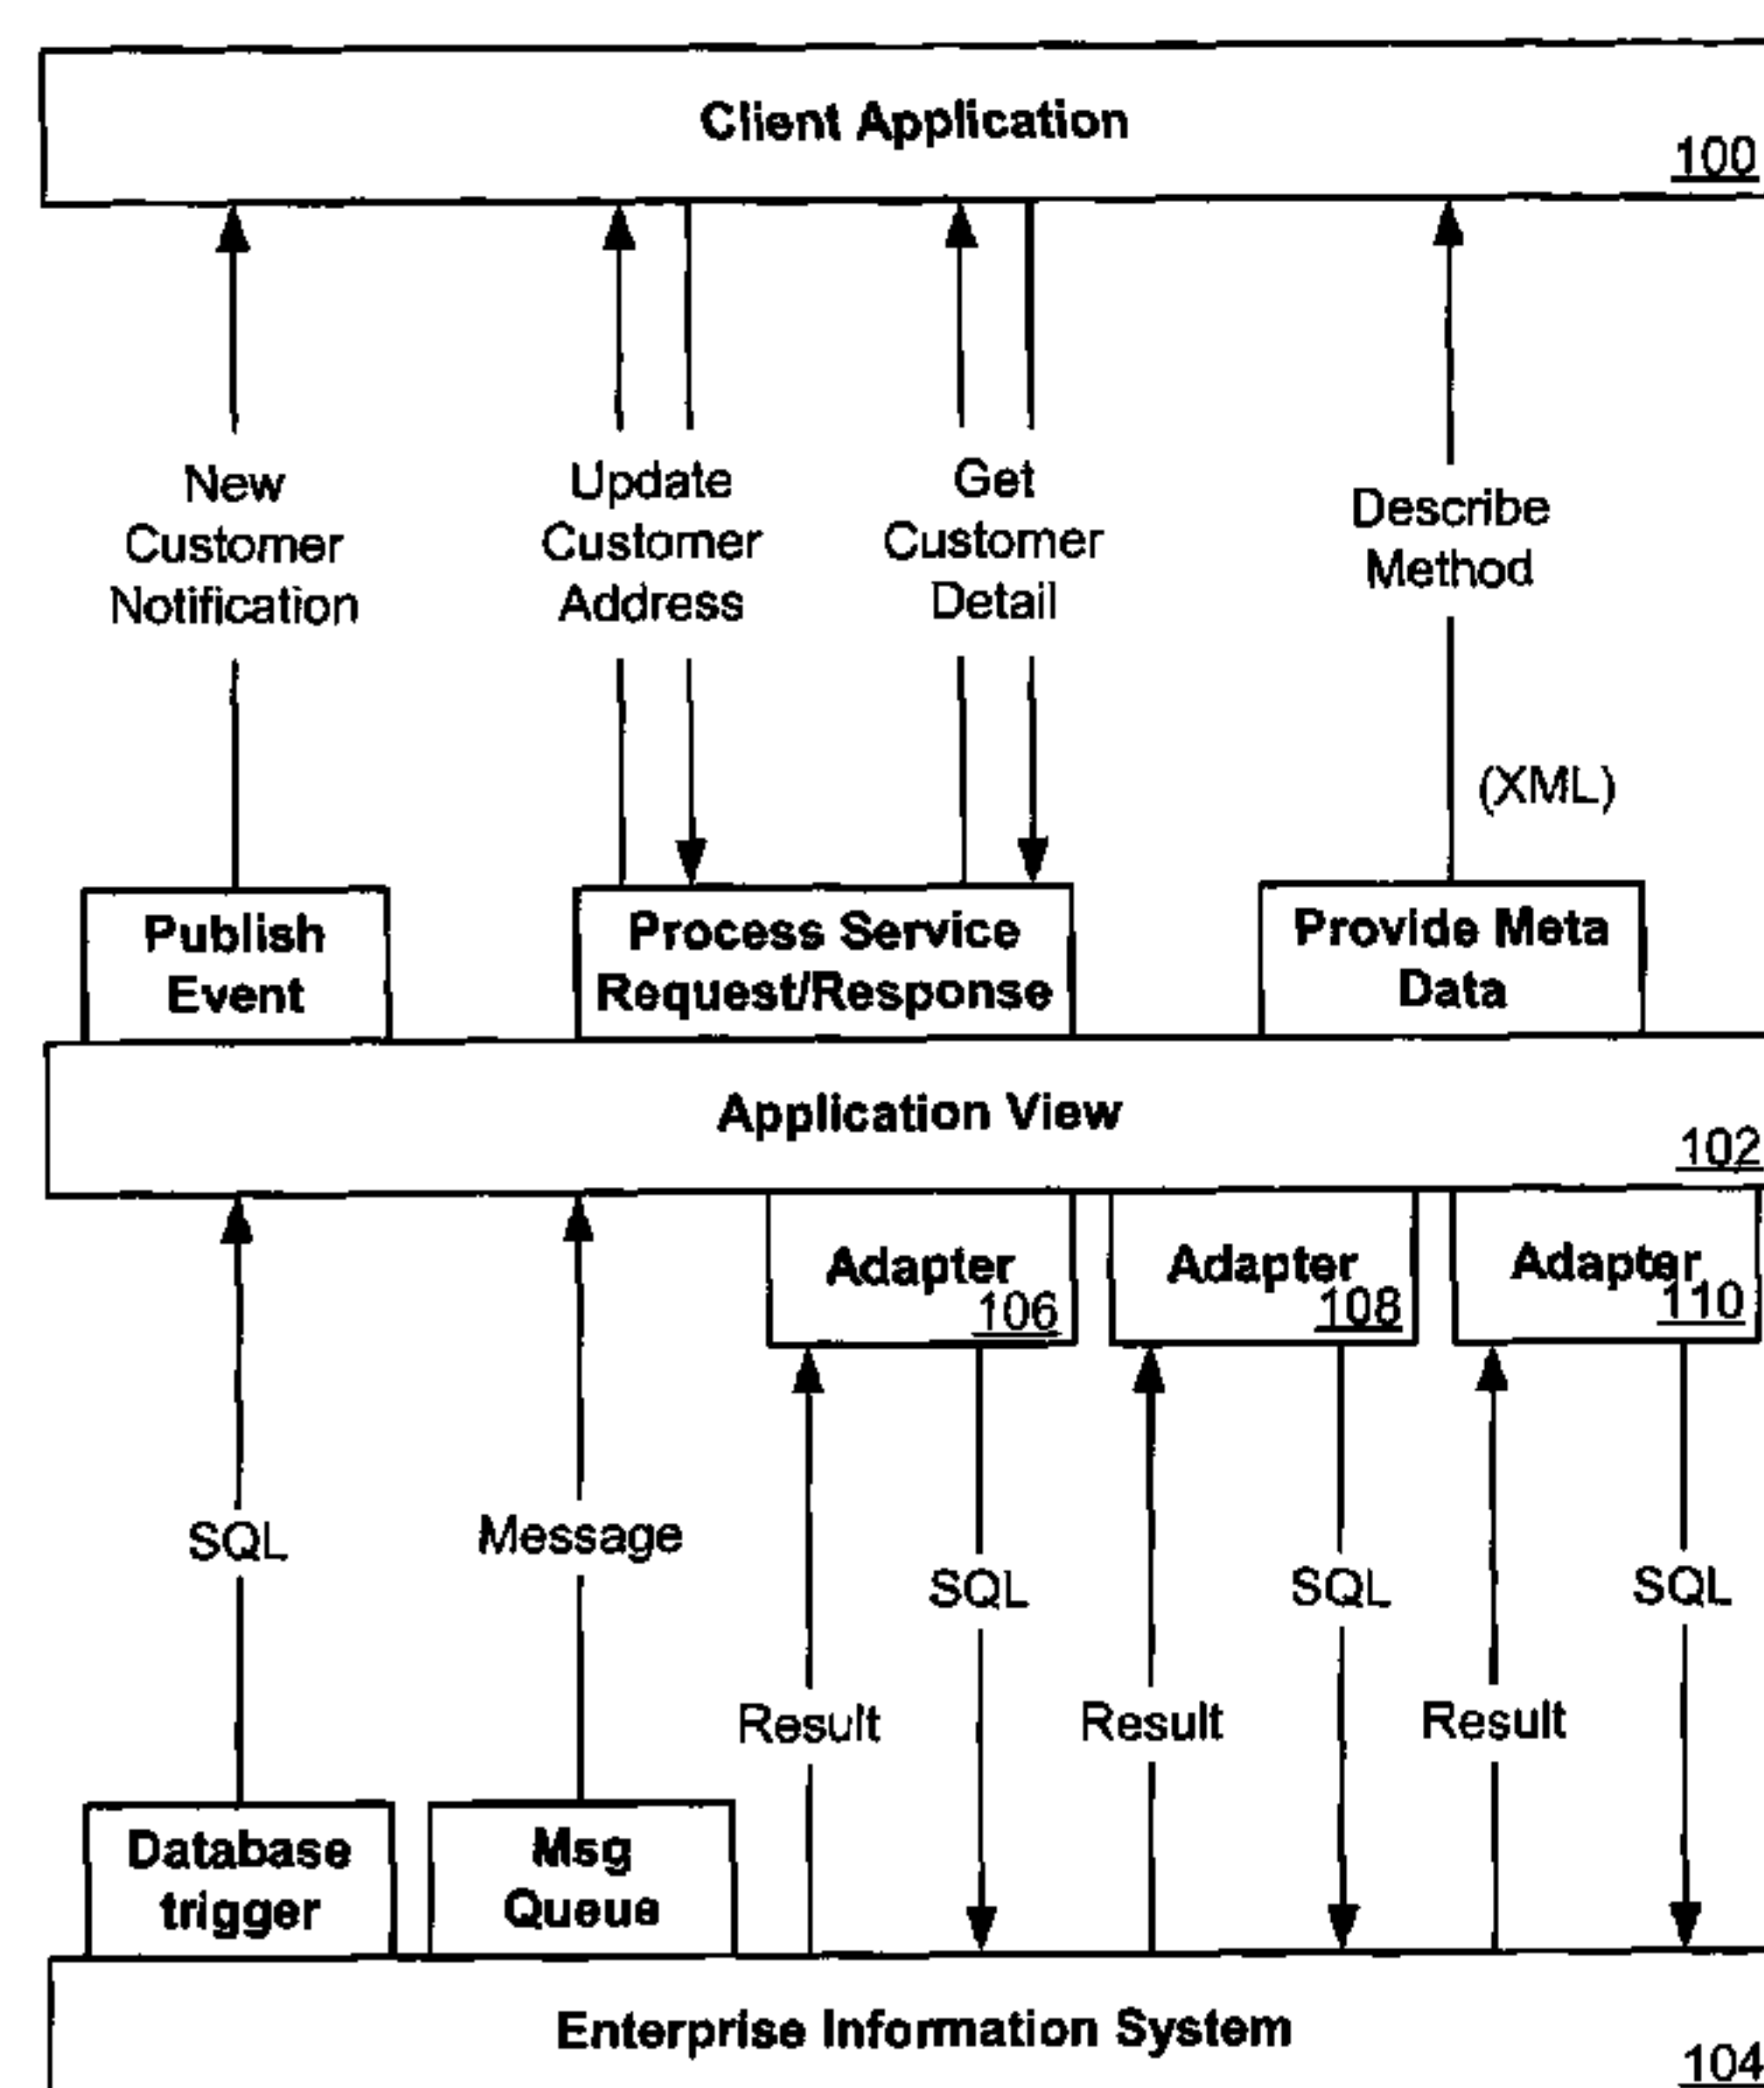 Client Application
100
New
Customer
Notification
Update
Customer
Address
Get
Customer
Detail
Describe
Method
(XML)
Publish
Event
Process Service
Request/Response
Provide Meta
Data
Application View
102
Adapter
106
Adapter
108
Adapter
110
SQL
Message
SQL
SQL
SQL
Result
Result
Result
Database
trigger
Msg
Queue
Enterprise Information System
104